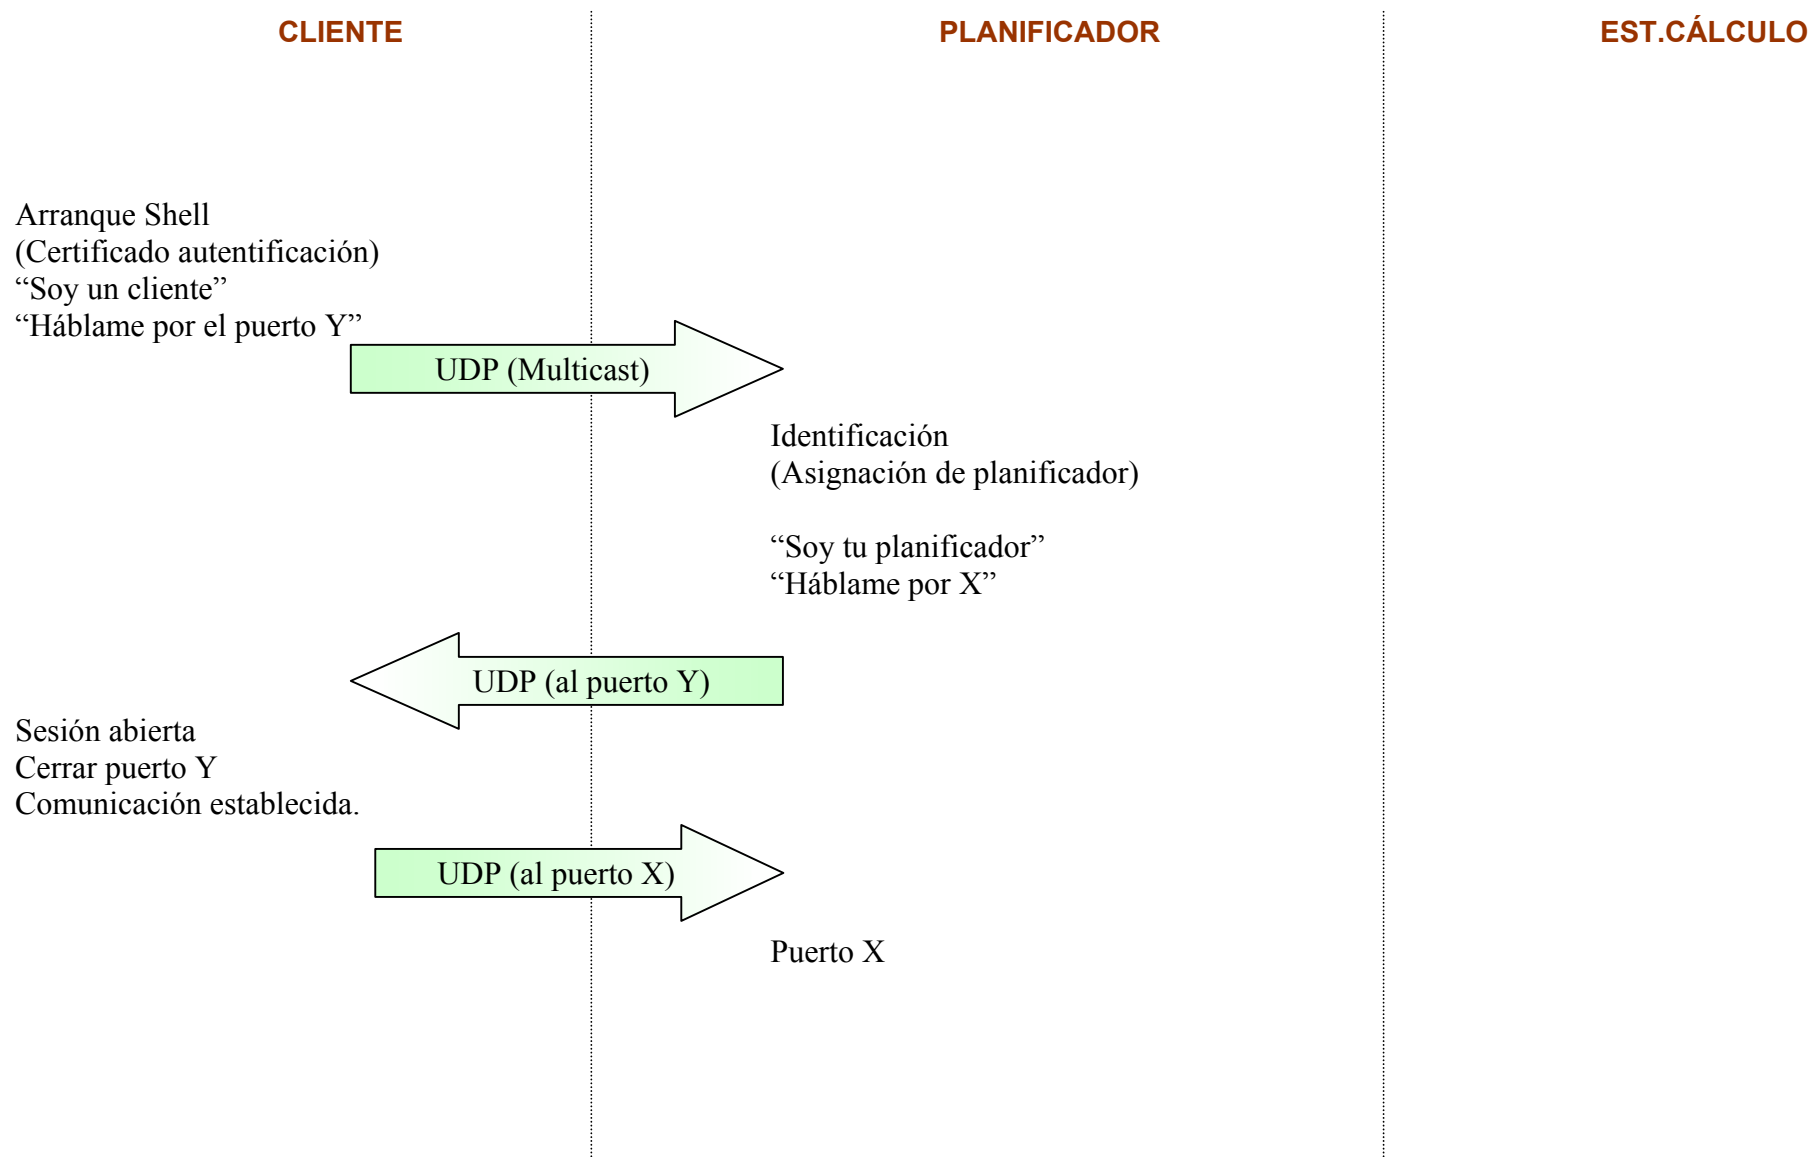 CLIENTE
PLANIFICADOR
EST.CÁLCULO
Arranque Shell
(Certificado autentificación)
“Soy un cliente”
“Háblame por el puerto Y”
UDP (Multicast)
Identificación
(Asignación de planificador)
“Soy tu planificador”
“Háblame por X”
UDP (al puerto Y)
Sesión abierta
Cerrar puerto Y
Comunicación establecida.
UDP (al puerto X)
Puerto X